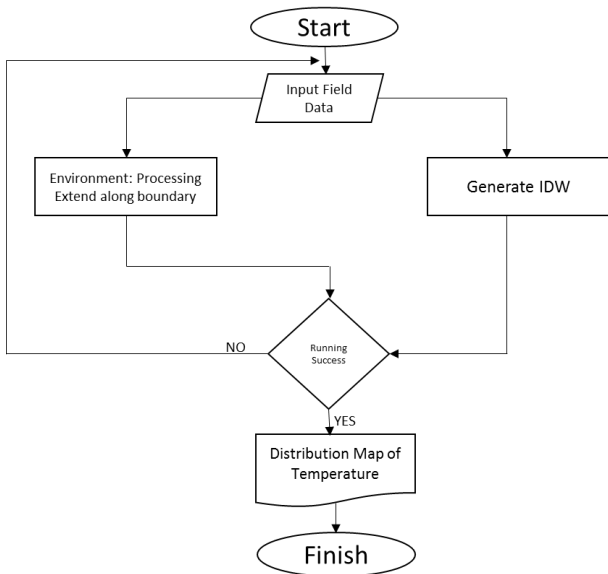 Start
Input Field
Data
Environment: Processing
Extend along boundary
Generate IDW
Running
Success
NO
YES
Distribution Map of
Temperature
Finish